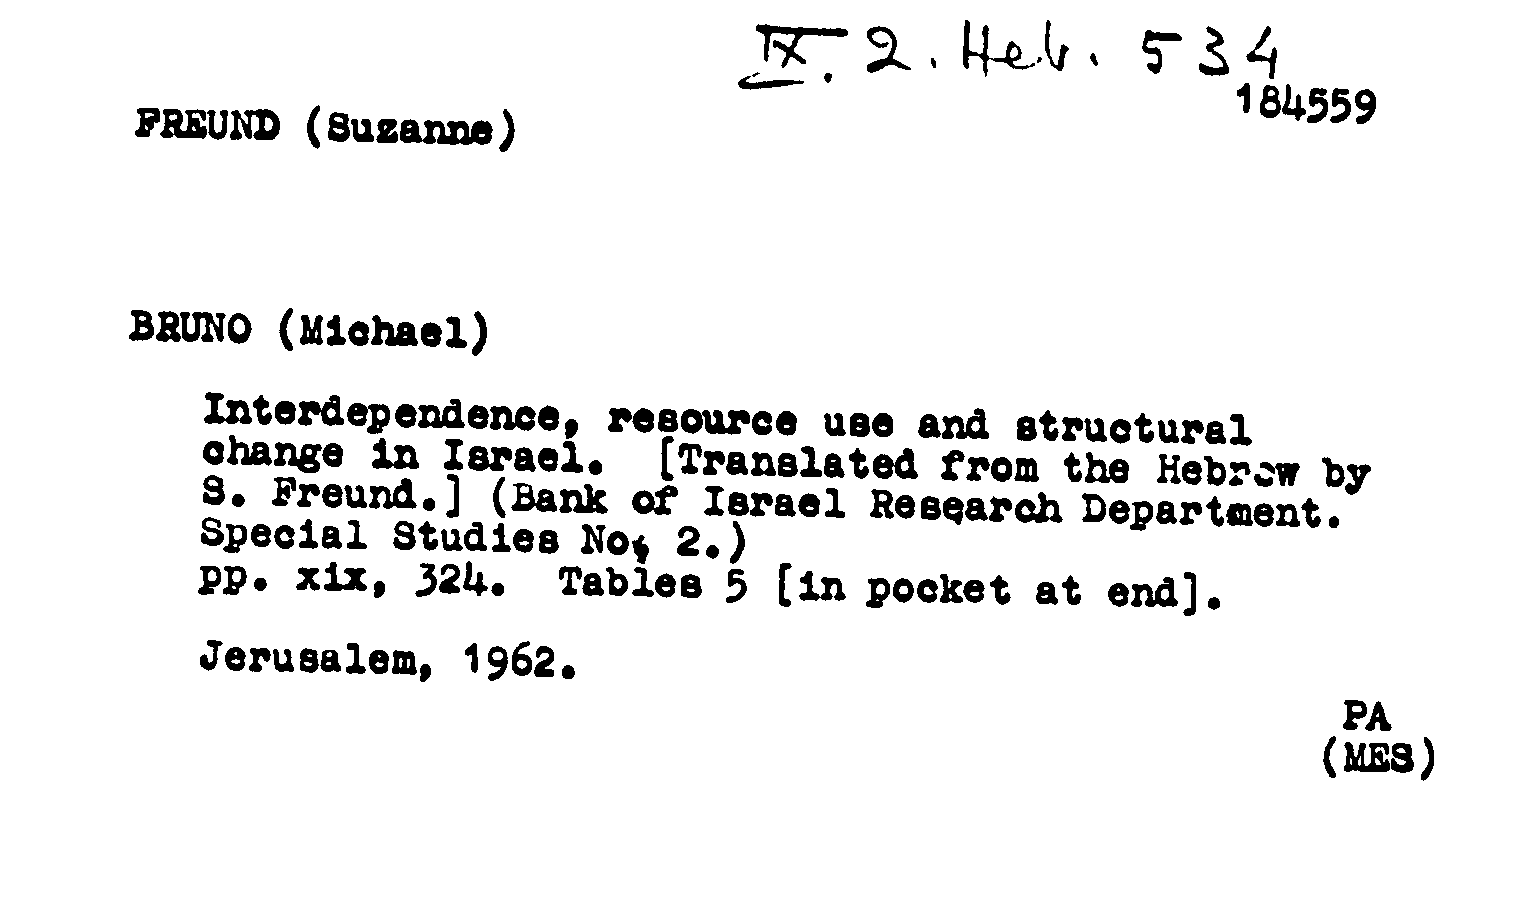 IX. 2. Heb. 534
184559
FREUND (Suzanne)
BRUNO (Michael)
Interdependence, resource use and structural
change in Israel. [Translated from the Hebrew by
S. Freund.] (Bank of Israel Research Department.
Special Studies No. 2.)
pp. xix, 324. Tables 5 [in pocket at end].
Jerusalem, 1962.
PA
(MES)